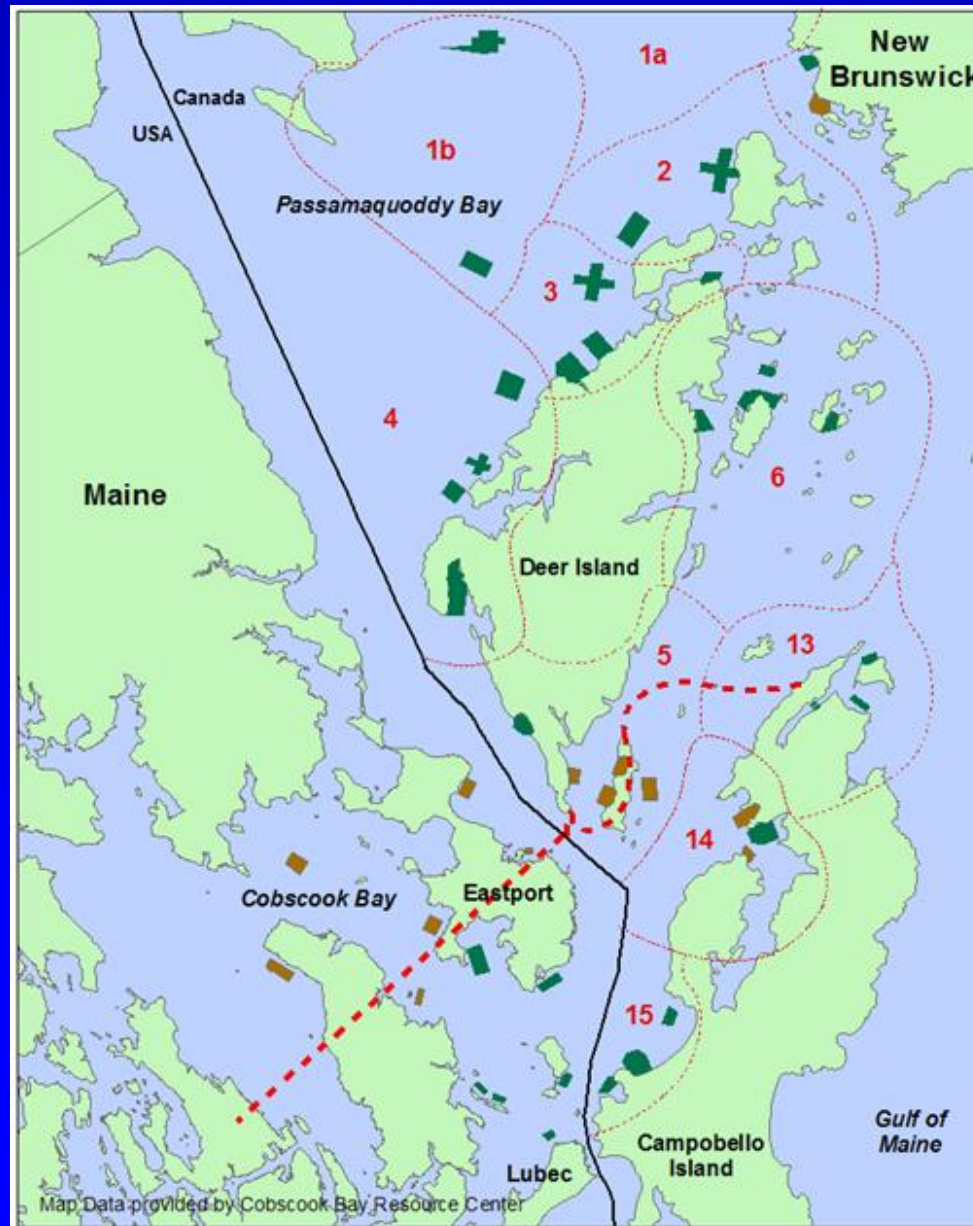 New
Brunswick
1a
Canada
USA
1b
2
Passamaquoddy Bay
3
4
6
Maine
Deer Island
5
13
14
Eastport
Cobscook Bay
15
Gulf of
Maine
Campobello
Island
Lubec
Map Data provided by Cobscook Bay Resource Center